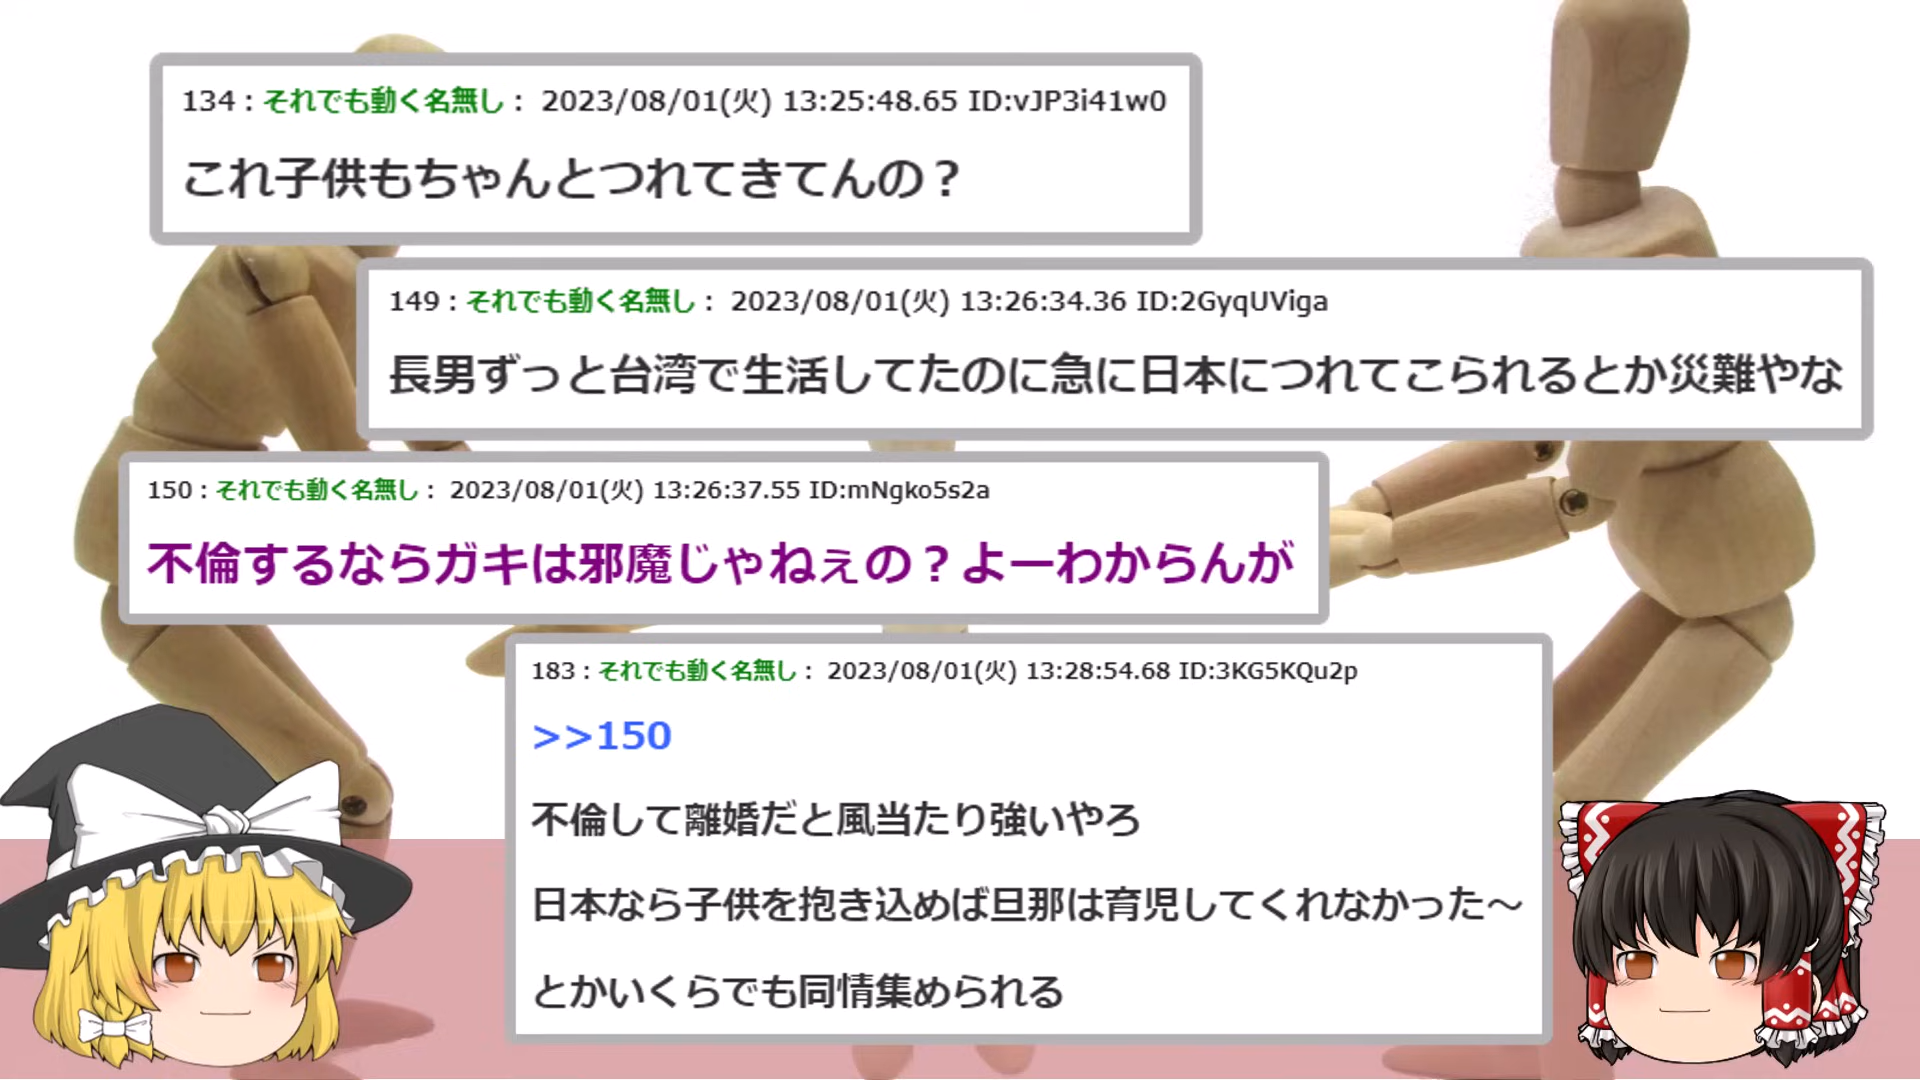 134：それでも動く名無し： 2023/08/01(火) 13:25:48.65 ID:vJP3i41w0
これ子供もちゃんとつれてきてんの？
149：それでも動く名無し： 2023/08/01(火) 13:26:34.36 ID:2GyqUViga
長男ずっと台湾で生活してたのに急に日本につれてこられるとか災難やな
150：それでも動く名無し： 2023/08/01(火) 13:26:37.55 ID:mNgko5s2a
不倫するならガキは邪魔じゃねぇの？よーわからんが
183：それでも動く名無し： 2023/08/01(火) 13:28:54.68 ID:3KG5KQu2p
>>150
不倫して離婚だと風当たり強いやろ
日本なら子供を抱き込めば旦那は育児してくれなかった～
とかいくらでも同情集められる